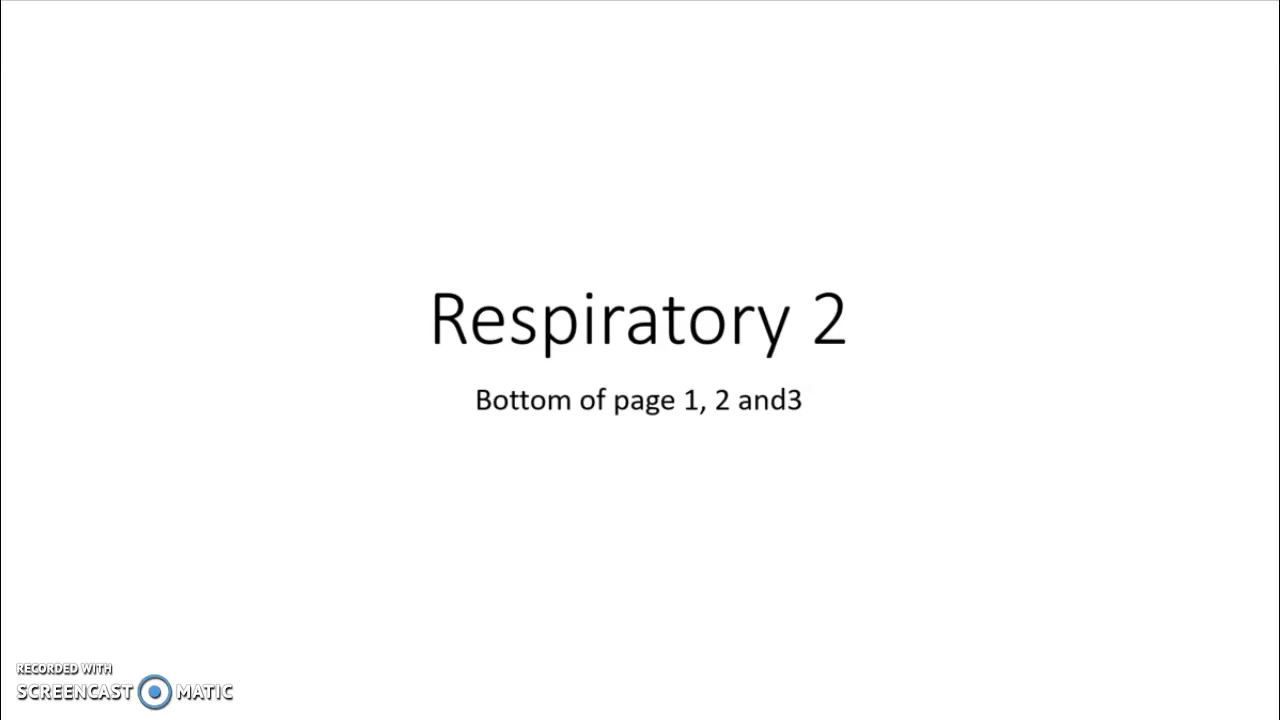 Respiratory 2
Bottom of page 1, 2 and3
RECORDED WITH
SCREENCAST MATIC